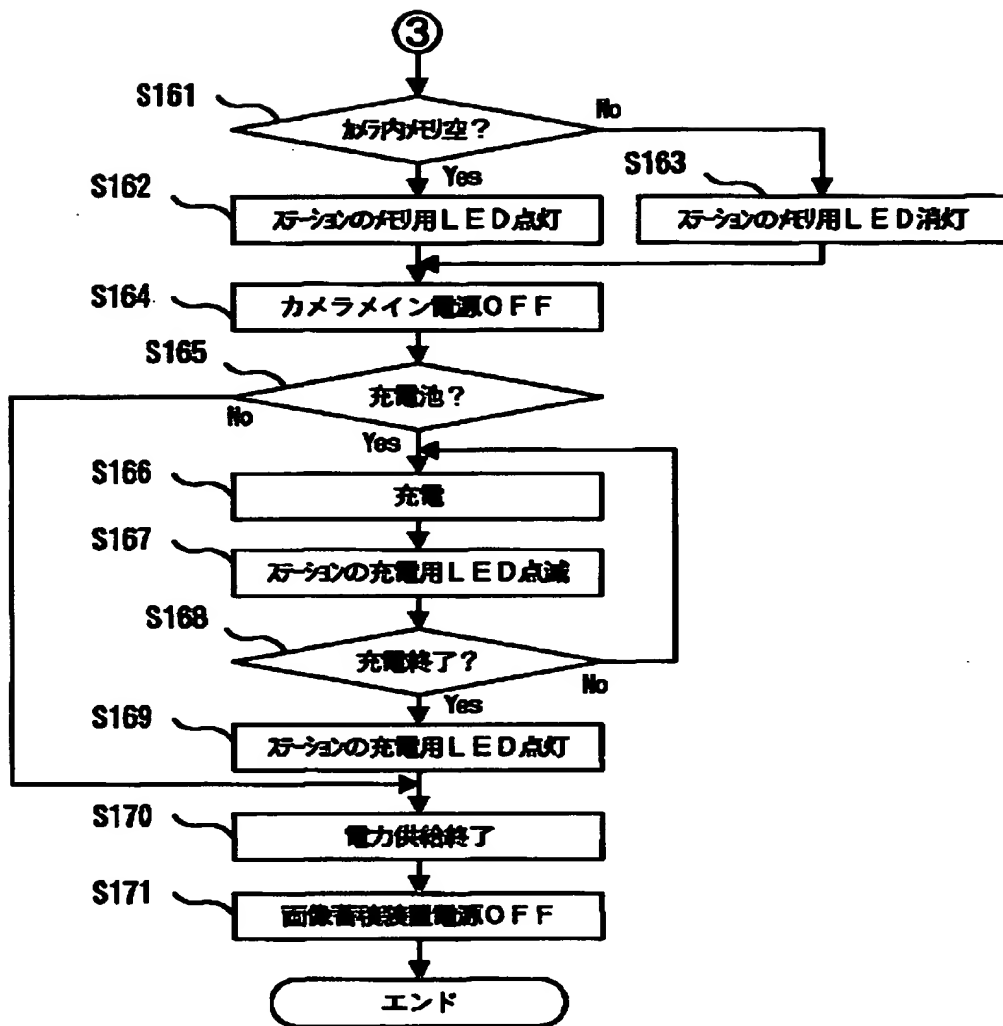 ③
S161
カメラ内メモリ空?
No
Yes
S162
ステーションのメモリ用LED点灯
S163
ステーションのメモリ用LED消灯
S164
カメラメイン電源OFF
S165
充電池?
No
Yes
S166
充電
S167
ステーションの充電用LED点滅
S168
充電終了?
No
Yes
S169
ステーションの充電用LED点灯
S170
電力供給終了
S171
画像蓄積装置電源OFF
エンド